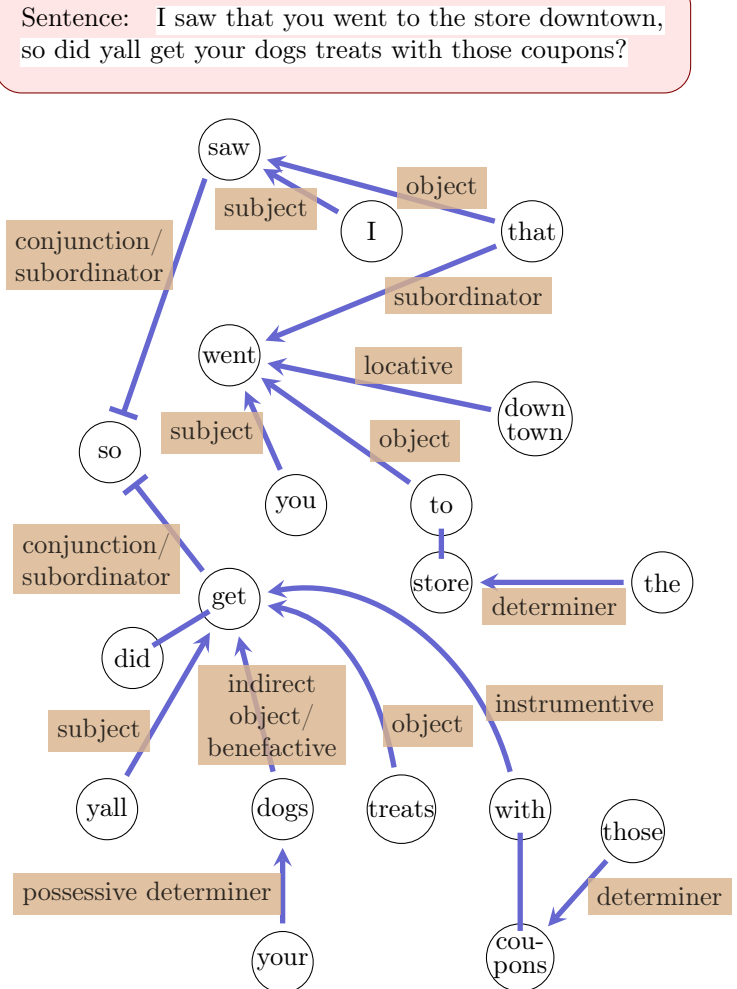 Sentence: I saw that you went to the store downtown,
so did yall get your dogs treats with those coupons?
saw
object
subject
I
that
conjunction/
subordinator
subordinator
went
locative
down
town
subject
object
so
you
to
conjunction/
subordinator
get
store
the
determiner
did
indirect
object/
benefactive
instrumentive
subject
object
yall
dogs
treats
with
those
possessive determiner
determiner
your
cou-
pons